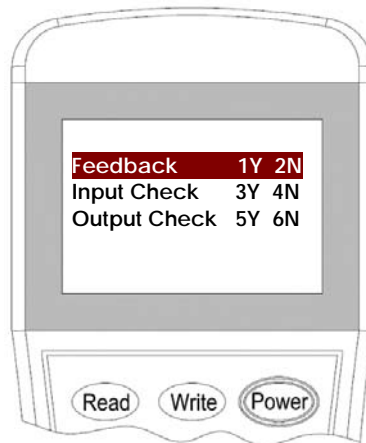 Feedback 1Y 2N
Input Check 3Y 4N
Output Check 5Y 6N
Read Write Power